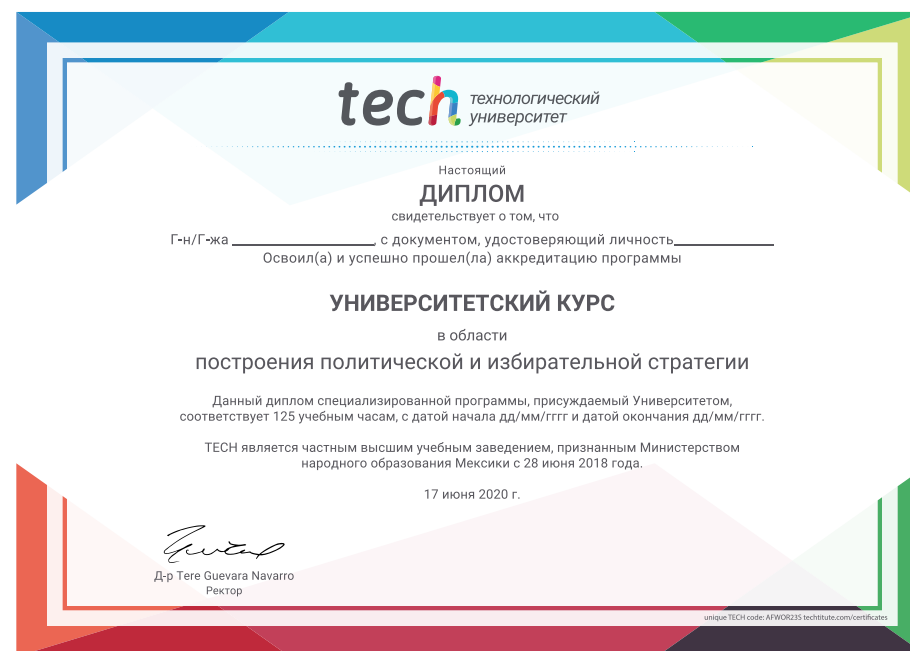 tech технологический
университет
Настоящий
ДИПЛОМ
свидетельствует о том, что
Г-н/Г-жа ____________________, с документом, удостоверяющий личность______________
Освоил(а) и успешно прошел(ла) аккредитацию программы
УНИВЕРСИТЕТСКИЙ КУРС
в области
построения политической и избирательной стратегии
Данный диплом специализированной программы, присуждаемый Университетом,
соответствует 125 учебным часам, с датой начала дд/мм/гггг и датой окончания дд/мм/гггг.
TECH является частным высшим учебным заведением, признанным Министерством
народного образования Мексики с 28 июня 2018 года.
17 июня 2020 г.
Д-р Tere Guevara Navarro
Ректор
unique TECH code: AFWOR23S techtitute.com/certificates